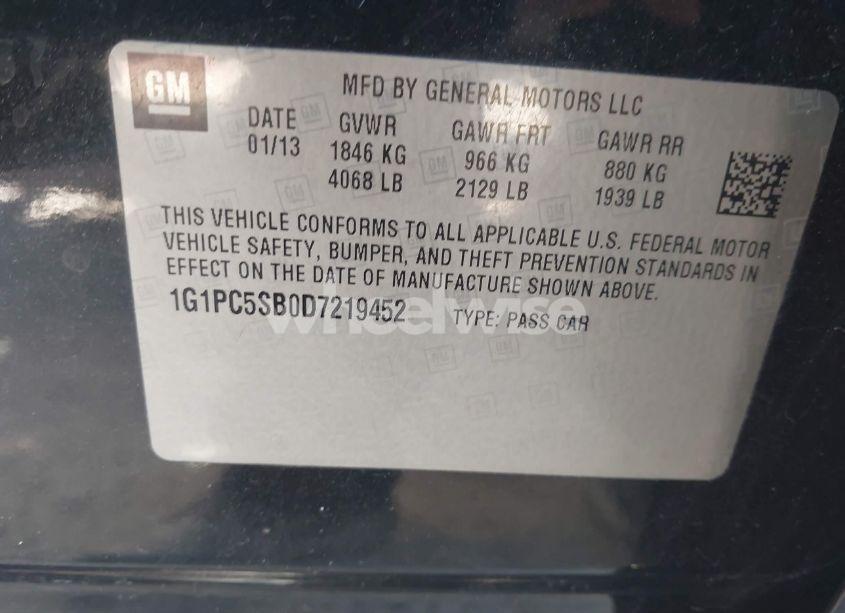 GM
MFD BY GENERAL MOTORS LLC
DATE GVWR GAWR FRT GAWR RR
01/13 1846 KG 966 KG 880 KG
4068 LB 2129 LB 1939 LB
THIS VEHICLE CONFORMS TO ALL APPLICABLE U.S. FEDERAL MOTOR
VEHICLE SAFETY, BUMPER, AND THEFT PREVENTION STANDARDS IN
EFFECT ON THE DATE OF MANUFACTURE SHOWN ABOVE.
1G1PC5SB0D7219452 TYPE: PASS CAR
wheelwise